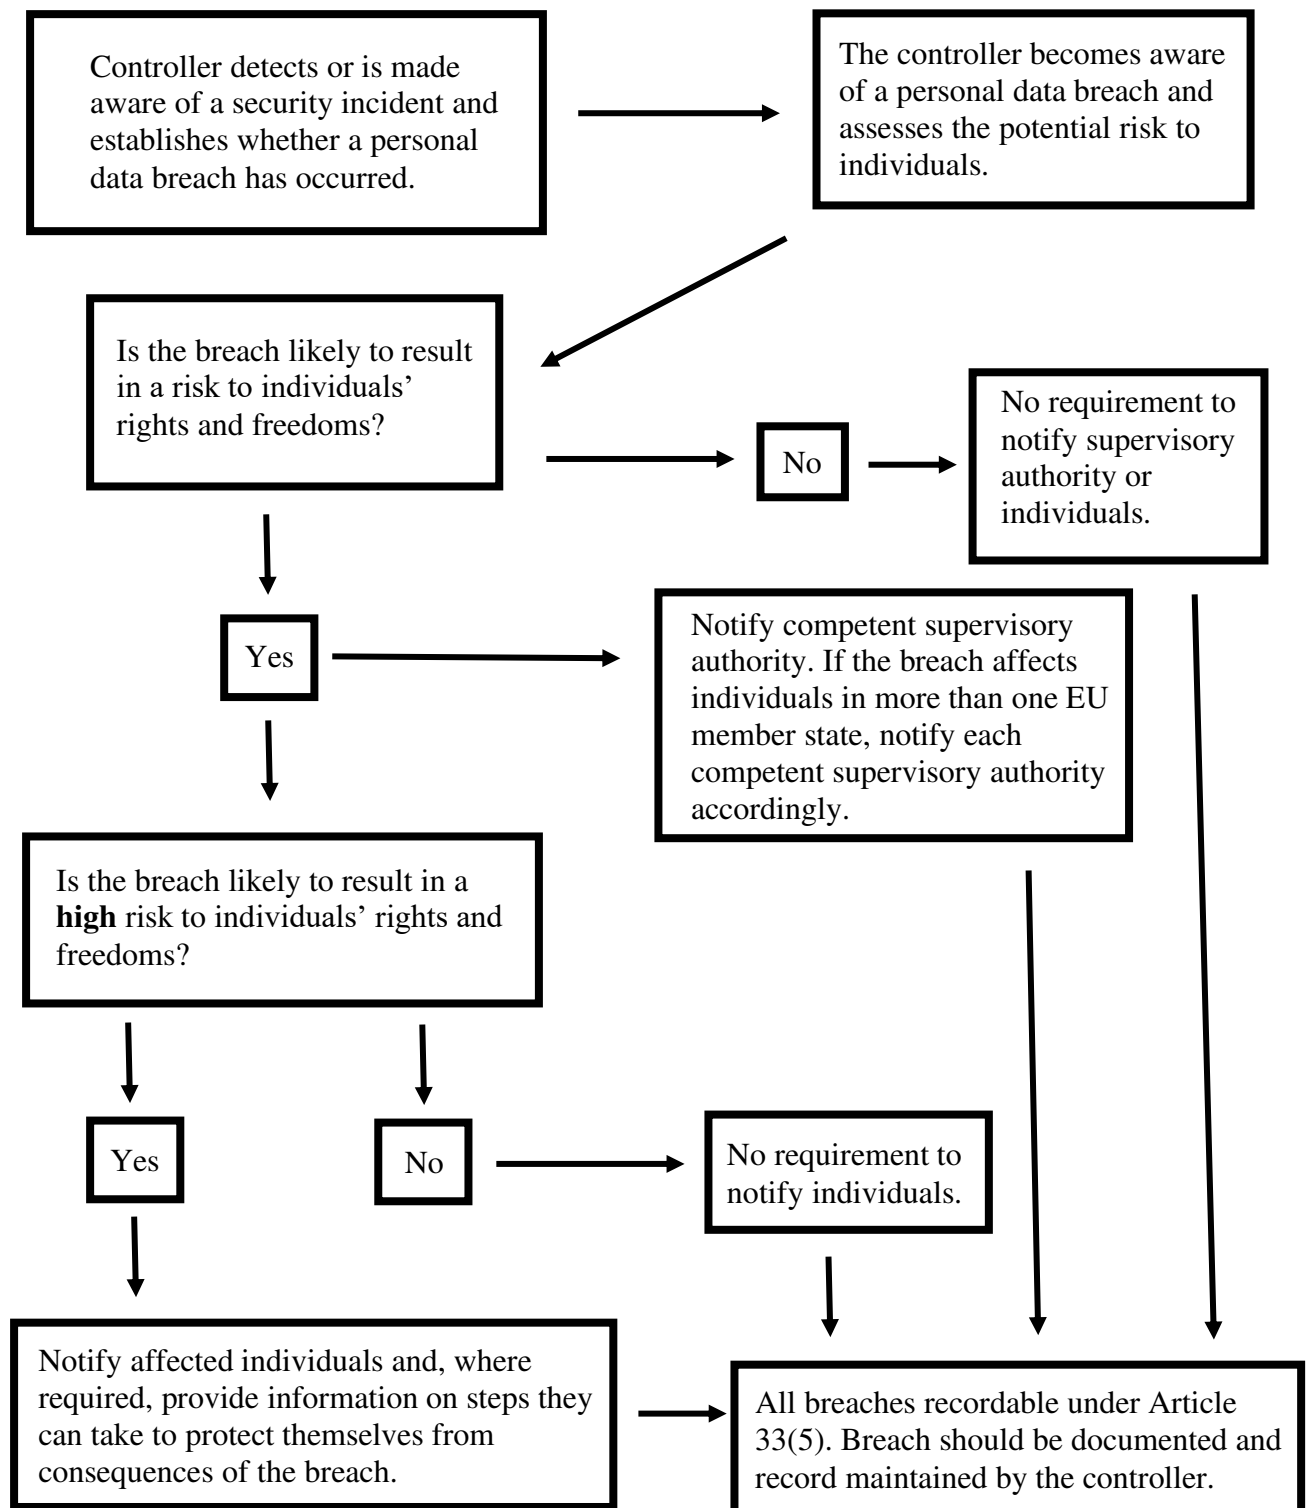 Controller detects or is made
aware of a security incident and
establishes whether a personal
data breach has occurred.
The controller becomes aware
of a personal data breach and
assesses the potential risk to
individuals.
Is the breach likely to result
in a risk to individuals’
rights and freedoms?
No
No requirement to
notify supervisory
authority or
individuals.
Yes
Notify competent supervisory
authority. If the breach affects
individuals in more than one EU
member state, notify each
competent supervisory authority
accordingly.
Is the breach likely to result in a
high risk to individuals’ rights and
freedoms?
Yes
No
No requirement to
notify individuals.
Notify affected individuals and, where
required, provide information on steps they
can take to protect themselves from
consequences of the breach.
All breaches recordable under Article
33(5). Breach should be documented and
record maintained by the controller.